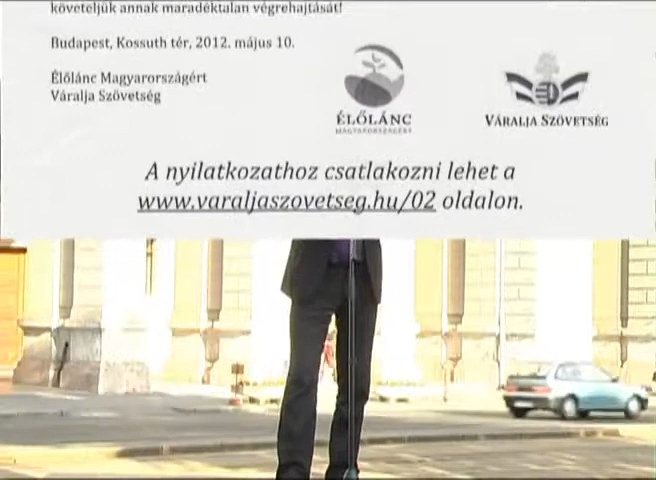 követeljük annak maradéktalan végrehajtását!
Budapest, Kossuth tér, 2012. május 10.
Élőlánc Magyarországért
Váralja Szövetség
ÉLŐLÁNC
MAGYARORSZÁGÉRT
VÁRALJA SZÖVETSÉG
A nyilatkozathoz csatlakozni lehet a
www.varaljaszovetseg.hu/02 oldalon.